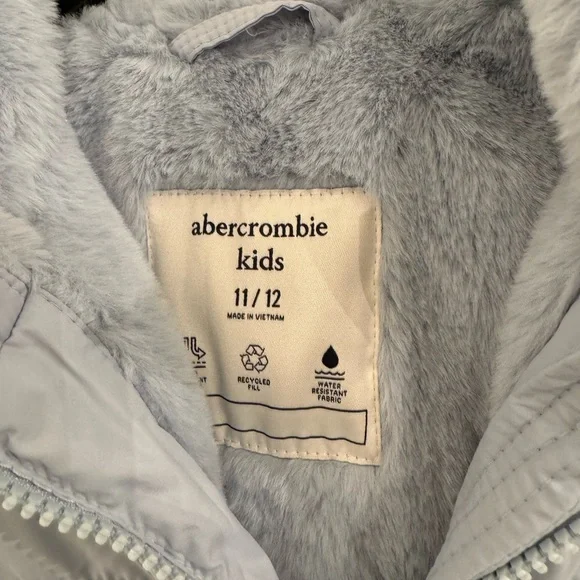 abercrombie
kids
11/12
MADE IN VIETNAM
RECYCLED
FILL
WATER
RESISTANT
FABRIC